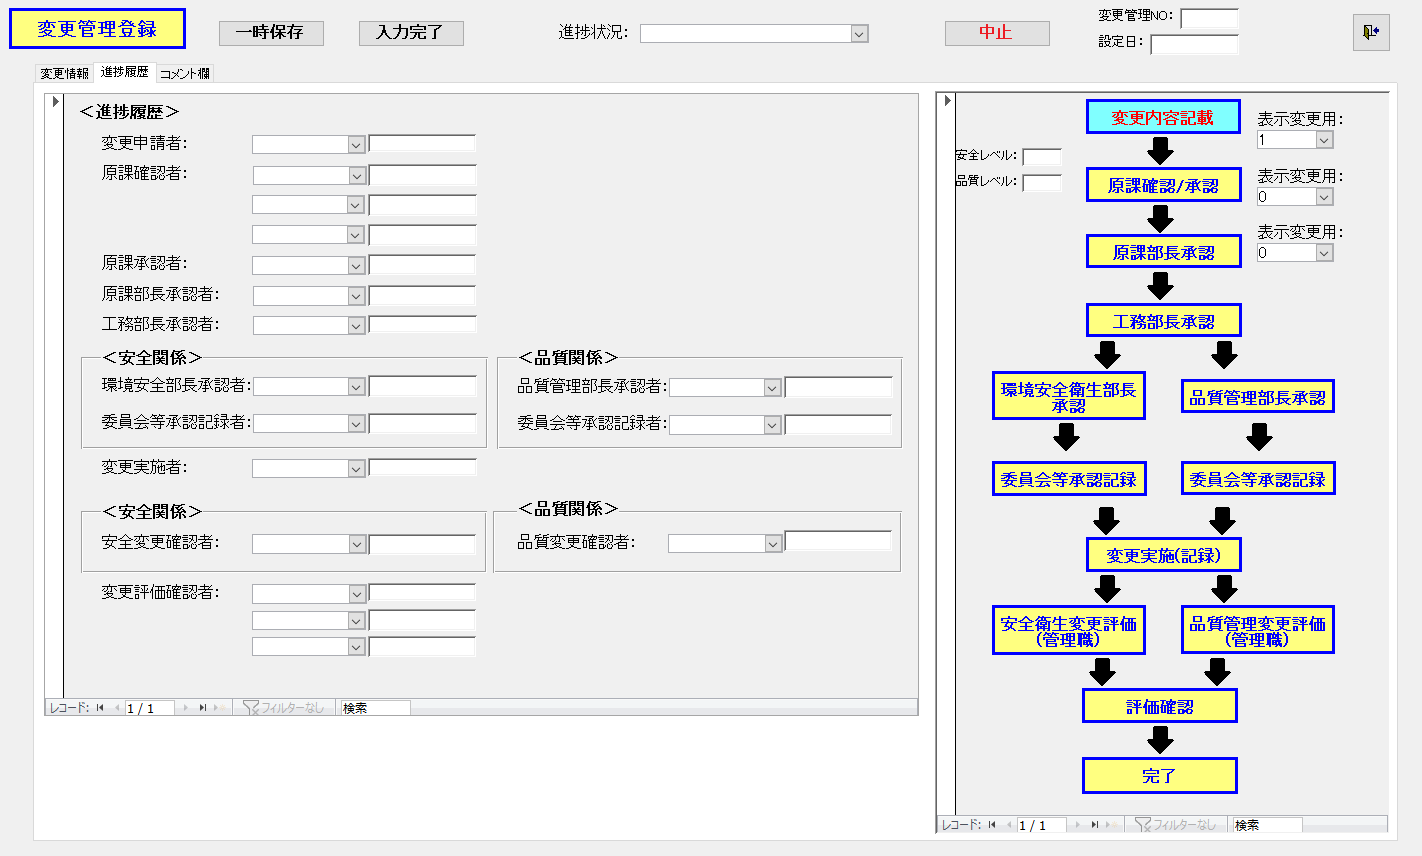 変更管理登録
一時保存
入力完了
進捗状況:
中止
変更管理NO:
設定日:
変更情報
進捗履歴
コメント欄
＜進捗履歴＞
変更申請者:
原課確認者:
原課承認者:
原課部長承認者:
工務部長承認者:
＜安全関係＞
環境安全部長承認者:
委員会等承認記録者:
＜品質関係＞
品質管理部長承認者:
委員会等承認記録者:
変更実施者:
＜安全関係＞
安全変更確認者:
＜品質関係＞
品質変更確認者:
変更評価確認者:
レコード: 1 / 1 フィルターなし 検索
安全レベル:
品質レベル:
変更内容記載
表示変更用:
1
原課確認/承認
表示変更用:
0
原課部長承認
表示変更用:
0
工務部長承認
環境安全衛生部長
承認
品質管理部長承認
委員会等承認記録
委員会等承認記録
変更実施(記録)
安全衛生変更評価
(管理職)
品質管理変更評価
(管理職)
評価確認
完了
レコード: 1 / 1 フィルターなし 検索